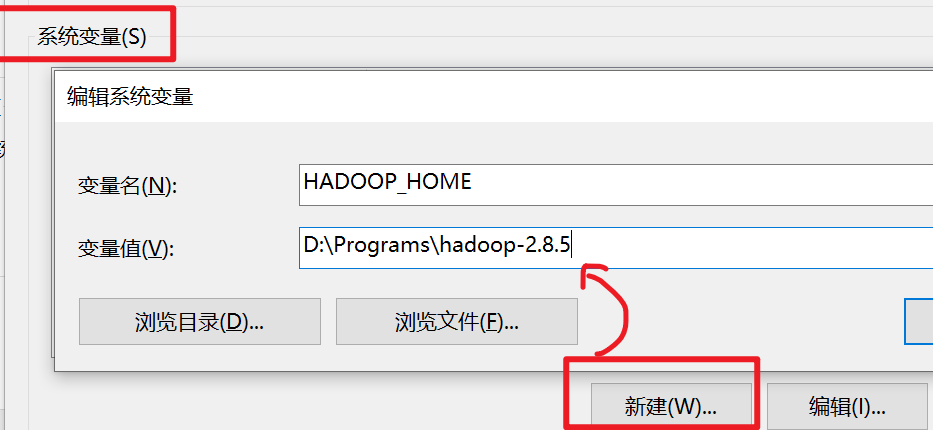 系统变量(S)
编辑系统变量
变量名(N):
HADOOP_HOME
变量值(V):
D:\Programs\hadoop-2.8.5
浏览目录(D)...
浏览文件(F)...
新建(W)...
编辑(I)...